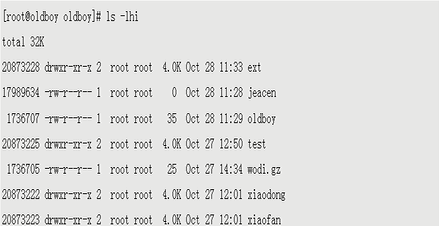 [root@oldboy oldboy]# ls -lhi
total 32K
20873228 drwxr-xr-x 2 root root 4.0K Oct 28 11:33 ext
17989634 -rw-r--r-- 1 root root 0 Oct 28 11:28 jeacen
1736707 -rw-r--r-- 1 root root 35 Oct 28 11:29 oldboy
20873225 drwxr-xr-x 2 root root 4.0K Oct 27 12:50 test
1736705 -rw-r--r-- 1 root root 25 Oct 27 14:34 wodi.gz
20873222 drwxr-xr-x 2 root root 4.0K Oct 27 12:01 xiaodong
20873223 drwxr-xr-x 2 root root 4.0K Oct 27 12:01 xiaofan